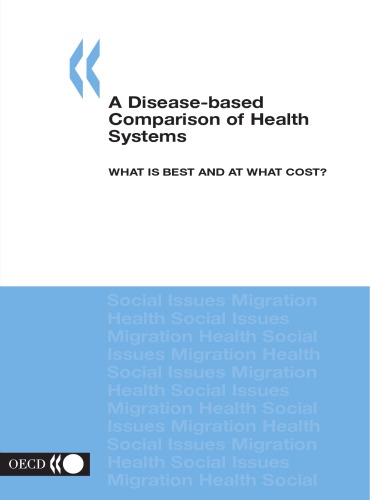 A Disease-based
Comparison of Health
Systems
WHAT IS BEST AND AT WHAT COST?
Social Issues Migration
Health Social Issues
Migration Health Social
Issues Migration Health
Social Issues Migration
Health Social Issues
Migration Health Social
Issues Migration Health
Social Issues Migration
Health Social Issues
Migration Health Social
OECD